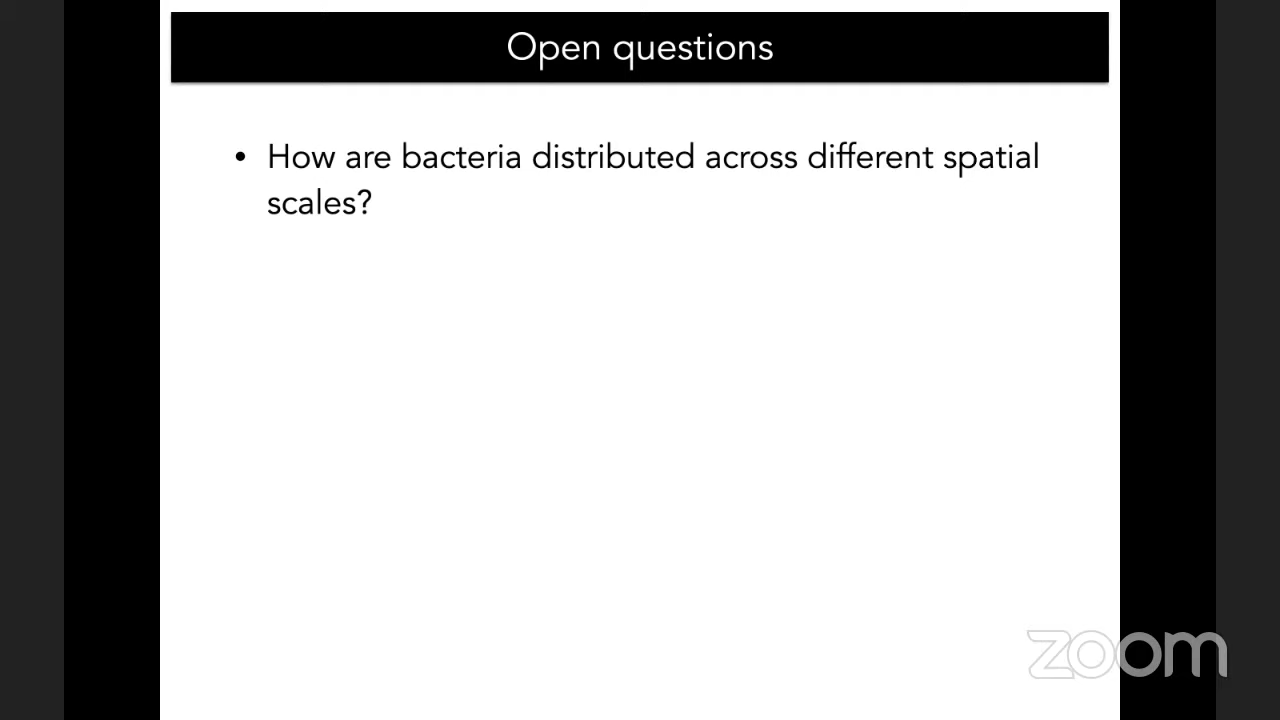 Open questions
• How are bacteria distributed across different spatial
scales?
zoom